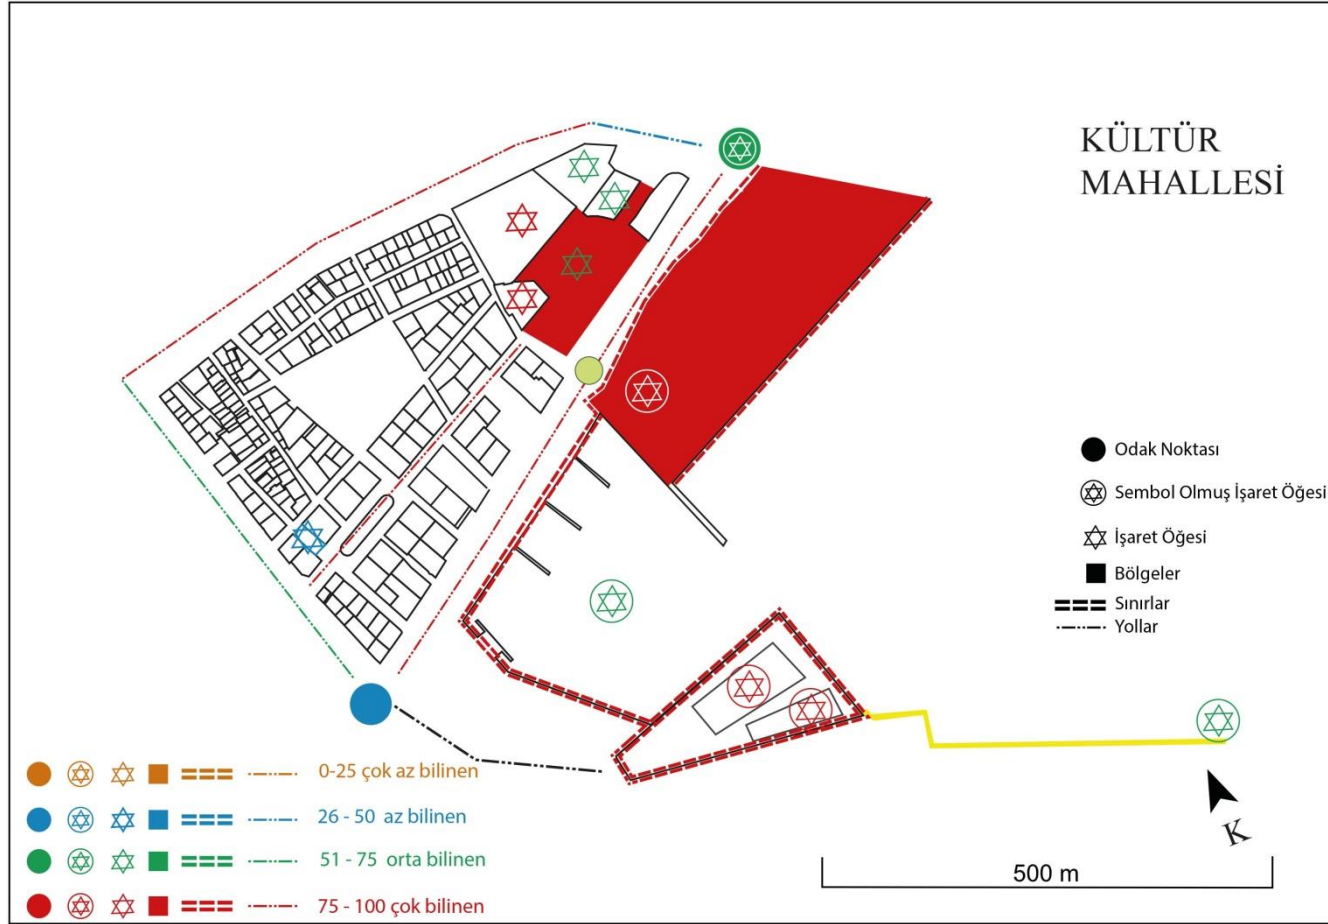 KÜLTÜR
MAHALLESİ
Odak Noktası
Sembol Olmuş İşaret Öğesi
İşaret Öğesi
Bölgeler
Sınırlar
Yollar
0-25 çok az bilinen
26 - 50 az bilinen
51 - 75 orta bilinen
75 - 100 çok bilinen
K
500 m